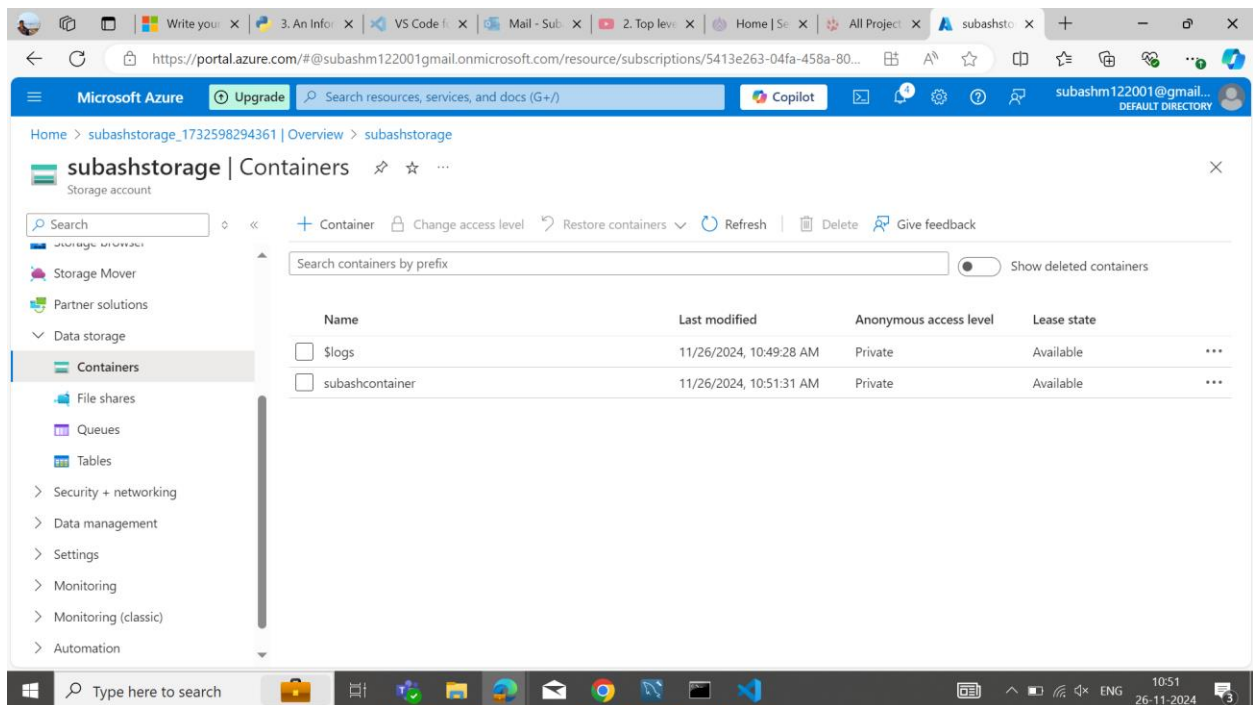 Write your
3. An Infor
VS Code f
Mail - Sub
2. Top leve
Home | Se
All Project
subashsto
https://portal.azure.com/#@subashm122001gmail.onmicrosoft.com/resource/subscriptions/5413e263-04fa-458a-80...
Microsoft Azure
Upgrade
Search resources, services, and docs (G+/)
Copilot
4
subashm122001@gmail...
DEFAULT DIRECTORY
Home > subashstorage_1732598294361 | Overview > subashstorage
subashstorage | Containers
Storage account
Search
+ Container
Change access level
Restore containers
Refresh
Delete
Give feedback
Storage browser
Storage Mover
Partner solutions
Data storage
Containers
File shares
Queues
Tables
Security + networking
Data management
Settings
Monitoring
Monitoring (classic)
Automation
Search containers by prefix
Show deleted containers
Name Last modified Anonymous access level Lease state
$logs 11/26/2024, 10:49:28 AM Private Available
subashcontainer 11/26/2024, 10:51:31 AM Private Available
Type here to search
ENG
10:51
26-11-2024
3